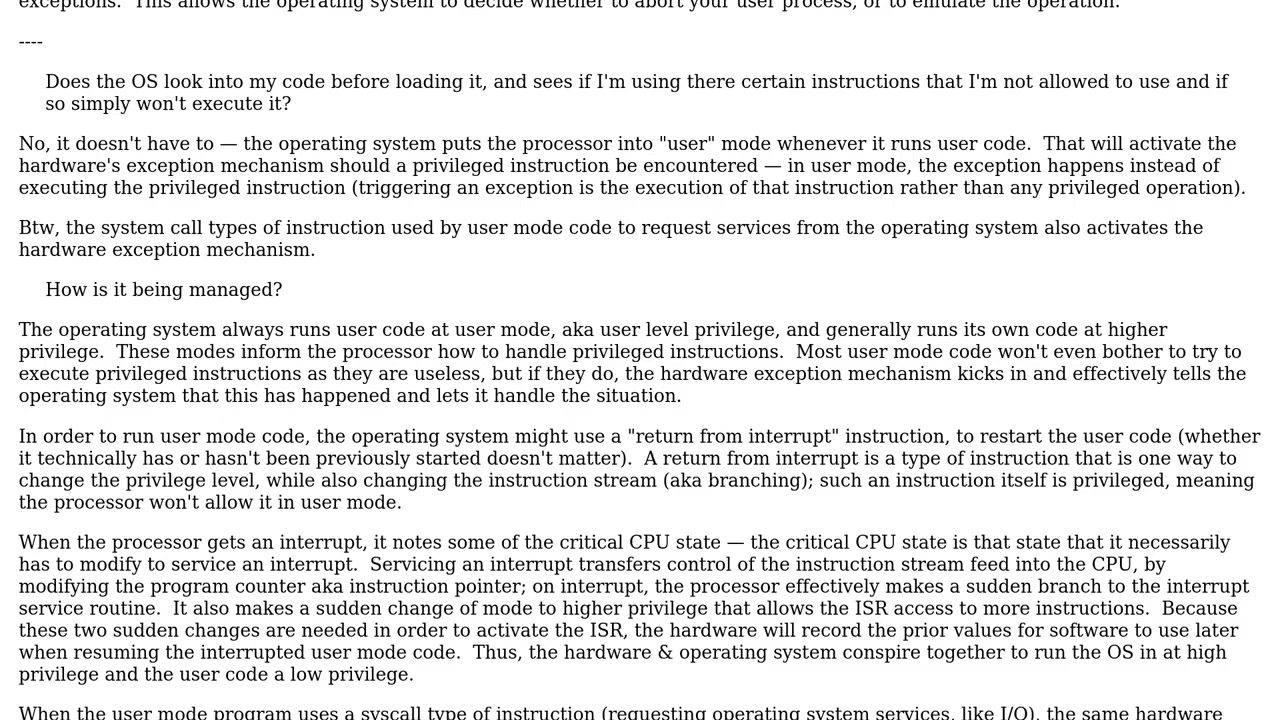 exceptions.  This allows the operating system to decide whether to abort your user process, or to emulate the operation.
----
Does the OS look into my code before loading it, and sees if I'm using there certain instructions that I'm not allowed to use and if
so simply won't execute it?
No, it doesn't have to — the operating system puts the processor into "user" mode whenever it runs user code.  That will activate the
hardware's exception mechanism should a privileged instruction be encountered — in user mode, the exception happens instead of
executing the privileged instruction (triggering an exception is the execution of that instruction rather than any privileged operation).
Btw, the system call types of instruction used by user mode code to request services from the operating system also activates the
hardware exception mechanism.
How is it being managed?
The operating system always runs user code at user mode, aka user level privilege, and generally runs its own code at higher
privilege.  These modes inform the processor how to handle privileged instructions.  Most user mode code won't even bother to try to
execute privileged instructions as they are useless, but if they do, the hardware exception mechanism kicks in and effectively tells the
operating system that this has happened and lets it handle the situation.
In order to run user mode code, the operating system might use a "return from interrupt" instruction, to restart the user code (whether
it technically has or hasn't been previously started doesn't matter).  A return from interrupt is a type of instruction that is one way to
change the privilege level, while also changing the instruction stream (aka branching); such an instruction itself is privileged, meaning
the processor won't allow it in user mode.
When the processor gets an interrupt, it notes some of the critical CPU state — the critical CPU state is that state that it necessarily
has to modify to service an interrupt.  Servicing an interrupt transfers control of the instruction stream feed into the CPU, by
modifying the program counter aka instruction pointer; on interrupt, the processor effectively makes a sudden branch to the interrupt
service routine.  It also makes a sudden change of mode to higher privilege that allows the ISR access to more instructions.  Because
these two sudden changes are needed in order to activate the ISR, the hardware will record the prior values for software to use later
when resuming the interrupted user mode code.  Thus, the hardware & operating system conspire together to run the OS in at high
privilege and the user code a low privilege.
When the user mode program uses a syscall type of instruction (requesting operating system services, like I/O), the same hardware